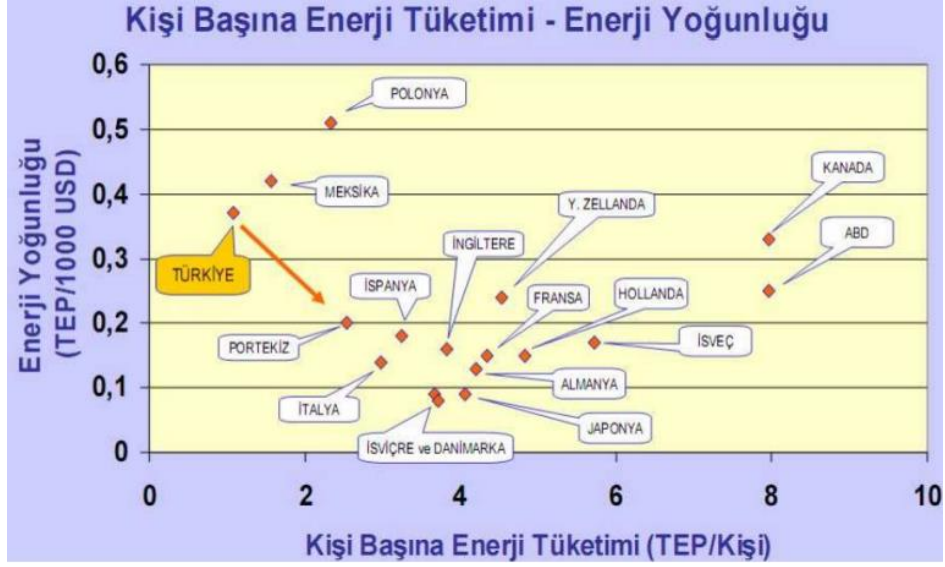 Kişi Başına Enerji Tüketimi - Enerji Yoğunluğu
Enerji Yoğunluğu
(TEP/1000 USD)
0,6
0,5
0,4
0,3
0,2
0,1
0
POLONYA
MEKSİKA
KANADA
Y. ZELLANDA
ABD
İNGİLTERE
TÜRKİYE
İSPANYA
FRANSA
HOLLANDA
PORTEKİZ
İSVEÇ
ALMANYA
İTALYA
JAPONYA
İSVİÇRE ve DANİMARKA
0 2 4 6 8 10
Kişi Başına Enerji Tüketimi (TEP/Kişi)